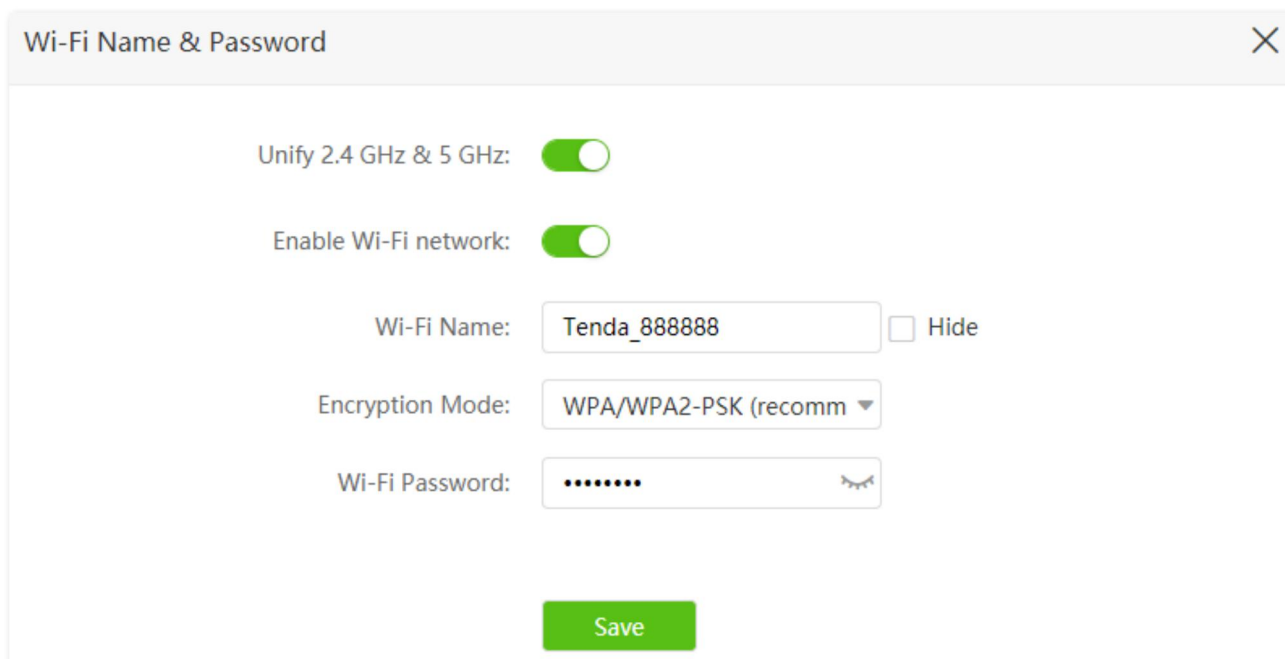 Wi-Fi Name & Password
Unify 2.4 GHz & 5 GHz:
Enable Wi-Fi network:
Wi-Fi Name: Tenda_888888 Hide
Encryption Mode: WPA/WPA2-PSK (recomm
Wi-Fi Password: ••••••••
Save